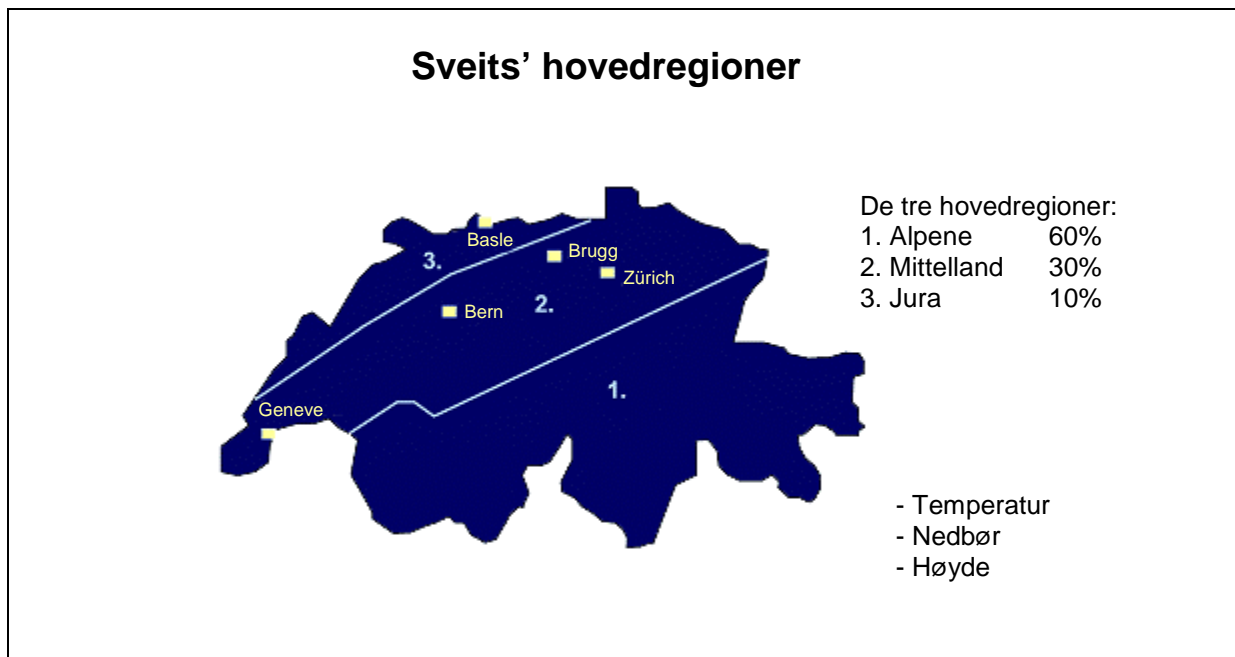 Sveits’ hovedregioner
De tre hovedregioner:
1. Alpene 60%
2. Mittelland 30%
3. Jura 10%
Basle
3.
Brugg
Zürich
2.
Bern
1.
Geneve
- Temperatur
- Nedbør
- Høyde